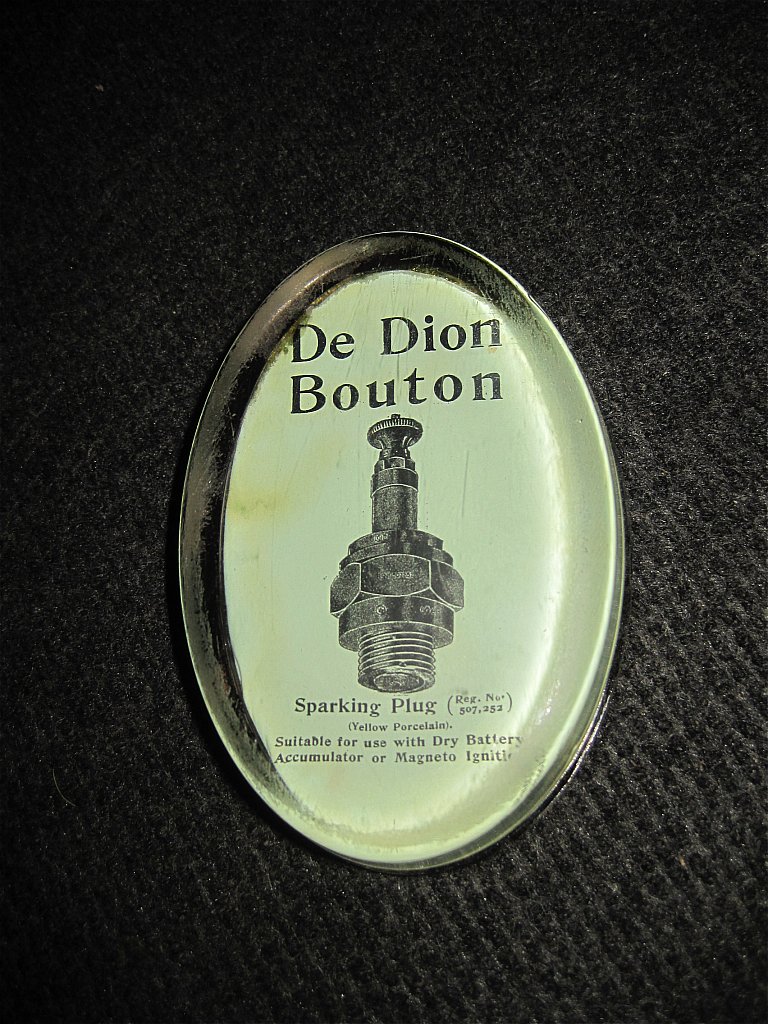 De Dion
Bouton
Sparking Plug (Reg. No. 507,252)
(Yellow Porcelain).
Suitable for use with Dry Battery
Accumulator or Magneto